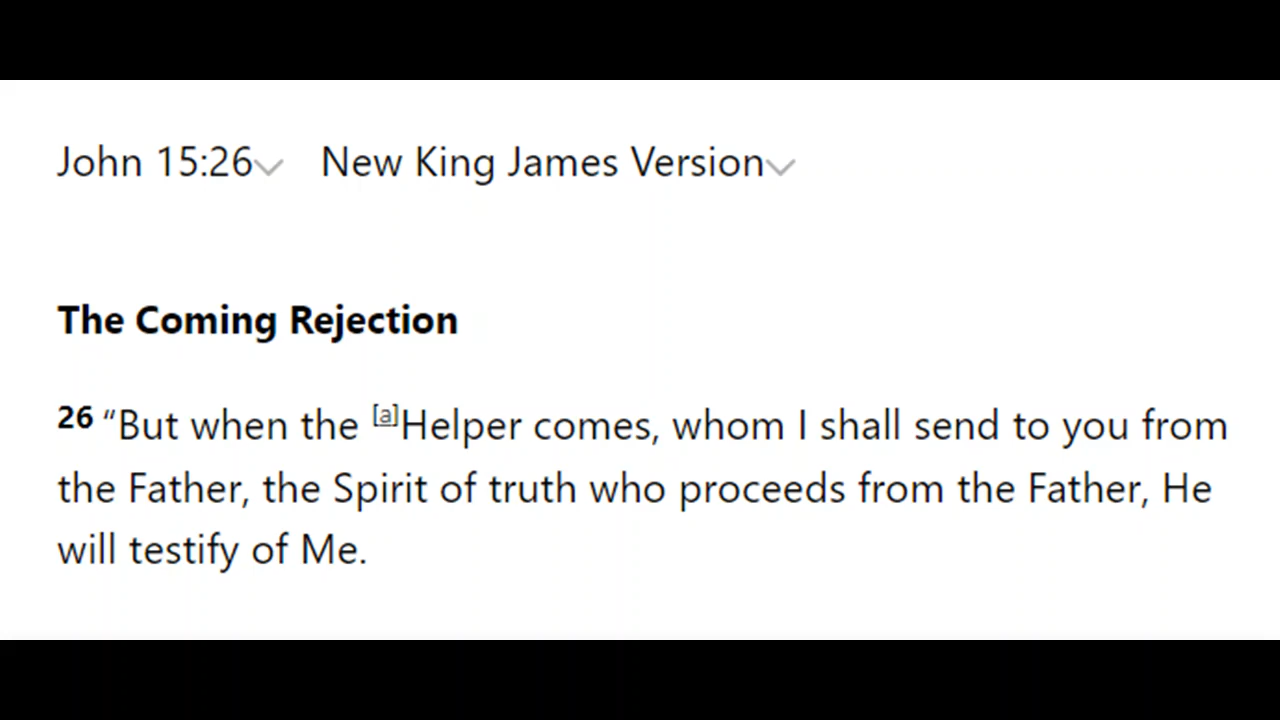 John 15:26 New King James Version
The Coming Rejection
26 “But when the [a]Helper comes, whom I shall send to you from
the Father, the Spirit of truth who proceeds from the Father, He
will testify of Me.